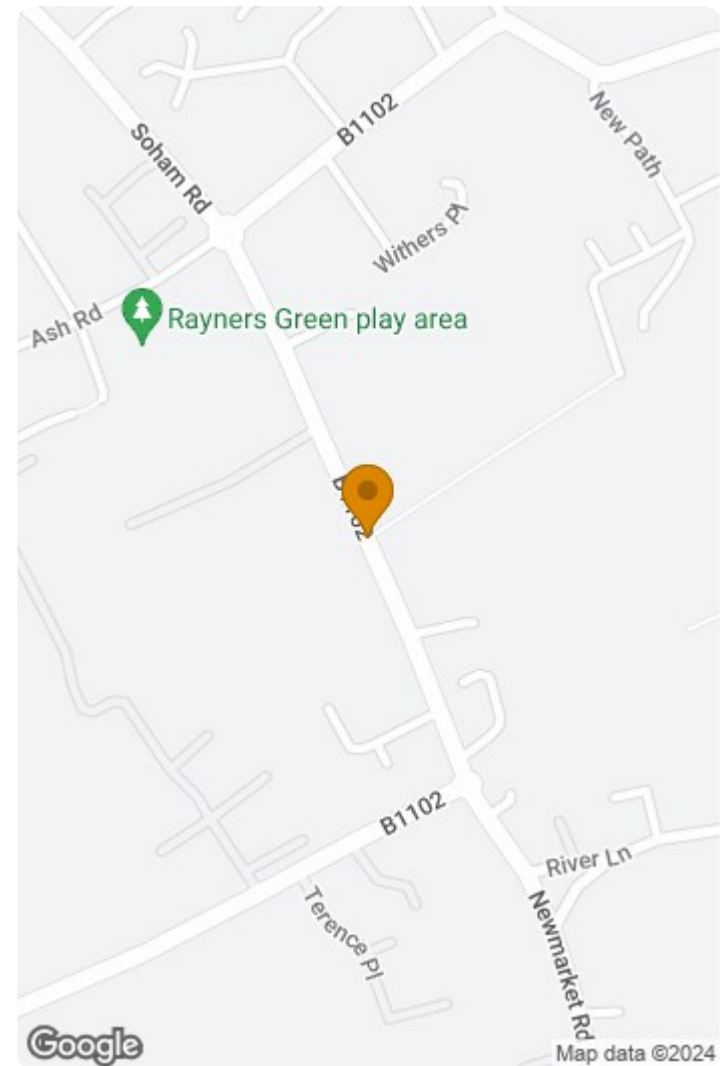 Soham Rd
B1102
New Path
Withers Pl
Ash Rd
Rayners Green play area
B1102
River Ln
Terence Pl
Newmarket Rd
Google
Map data ©2024